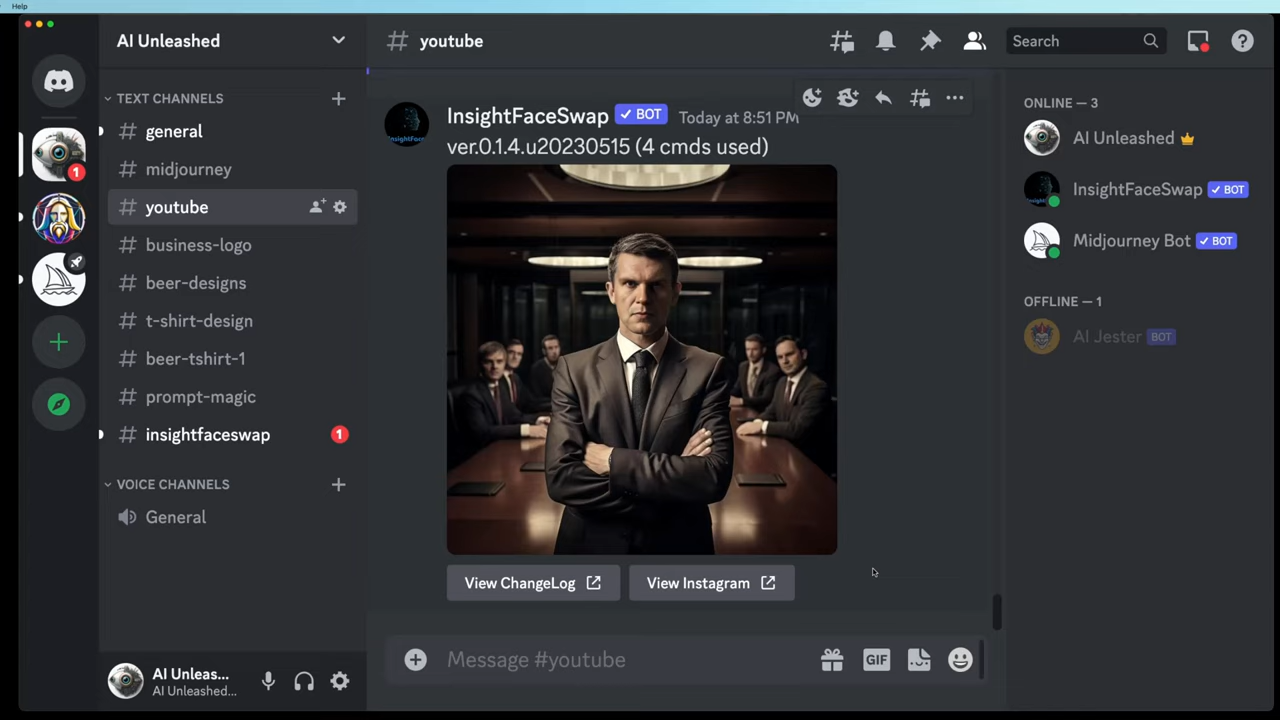 Help
AI Unleashed
TEXT CHANNELS
general
midjourney
youtube
business-logo
beer-designs
t-shirt-design
beer-tshirt-1
prompt-magic
insightfaceswap
1
1
VOICE CHANNELS
General
AI Unleas...
AI Unleashed...
# youtube
Search
InsightFaceSwap ✓ BOT Today at 8:51 PM
ver.0.1.4.u20230515 (4 cmds used)
View ChangeLog
View Instagram
Message #youtube
GIF
ONLINE — 3
AI Unleashed
InsightFaceSwap ✓ BOT
Midjourney Bot ✓ BOT
OFFLINE — 1
AI Jester BOT